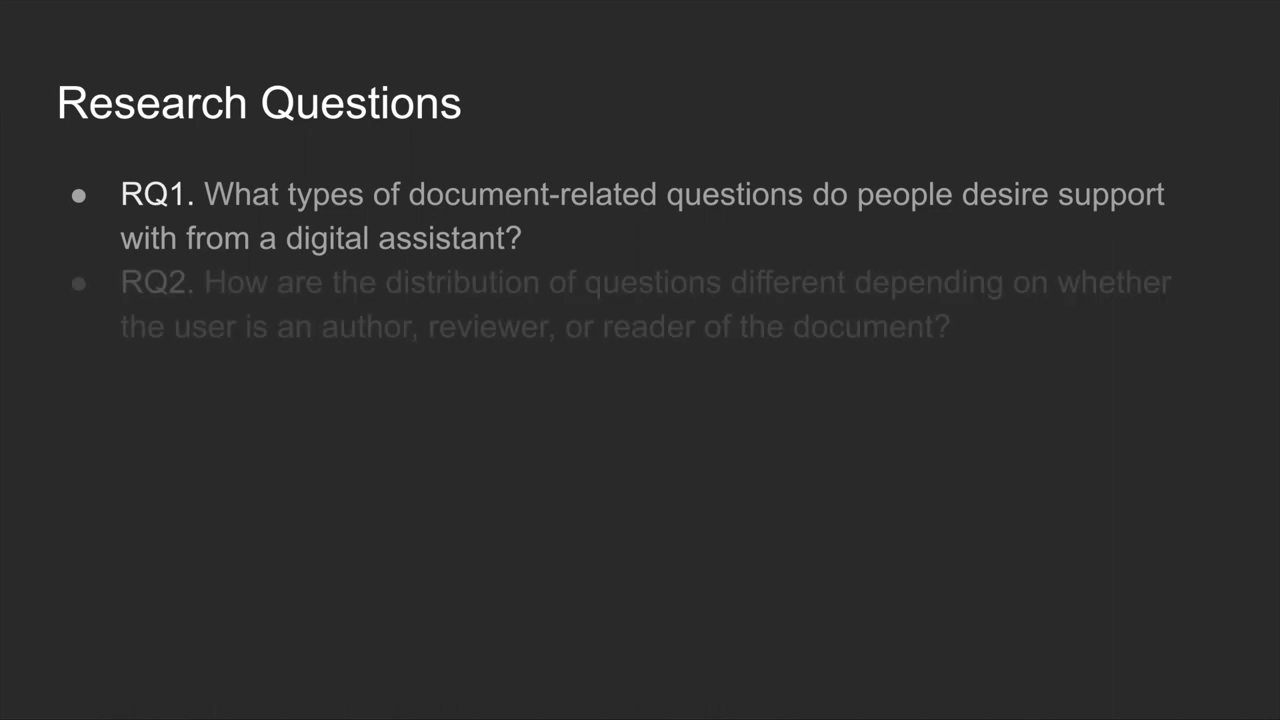 Research Questions
● RQ1. What types of document-related questions do people desire support
with from a digital assistant?
● RQ2. How are the distribution of questions different depending on whether
the user is an author, reviewer, or reader of the document?